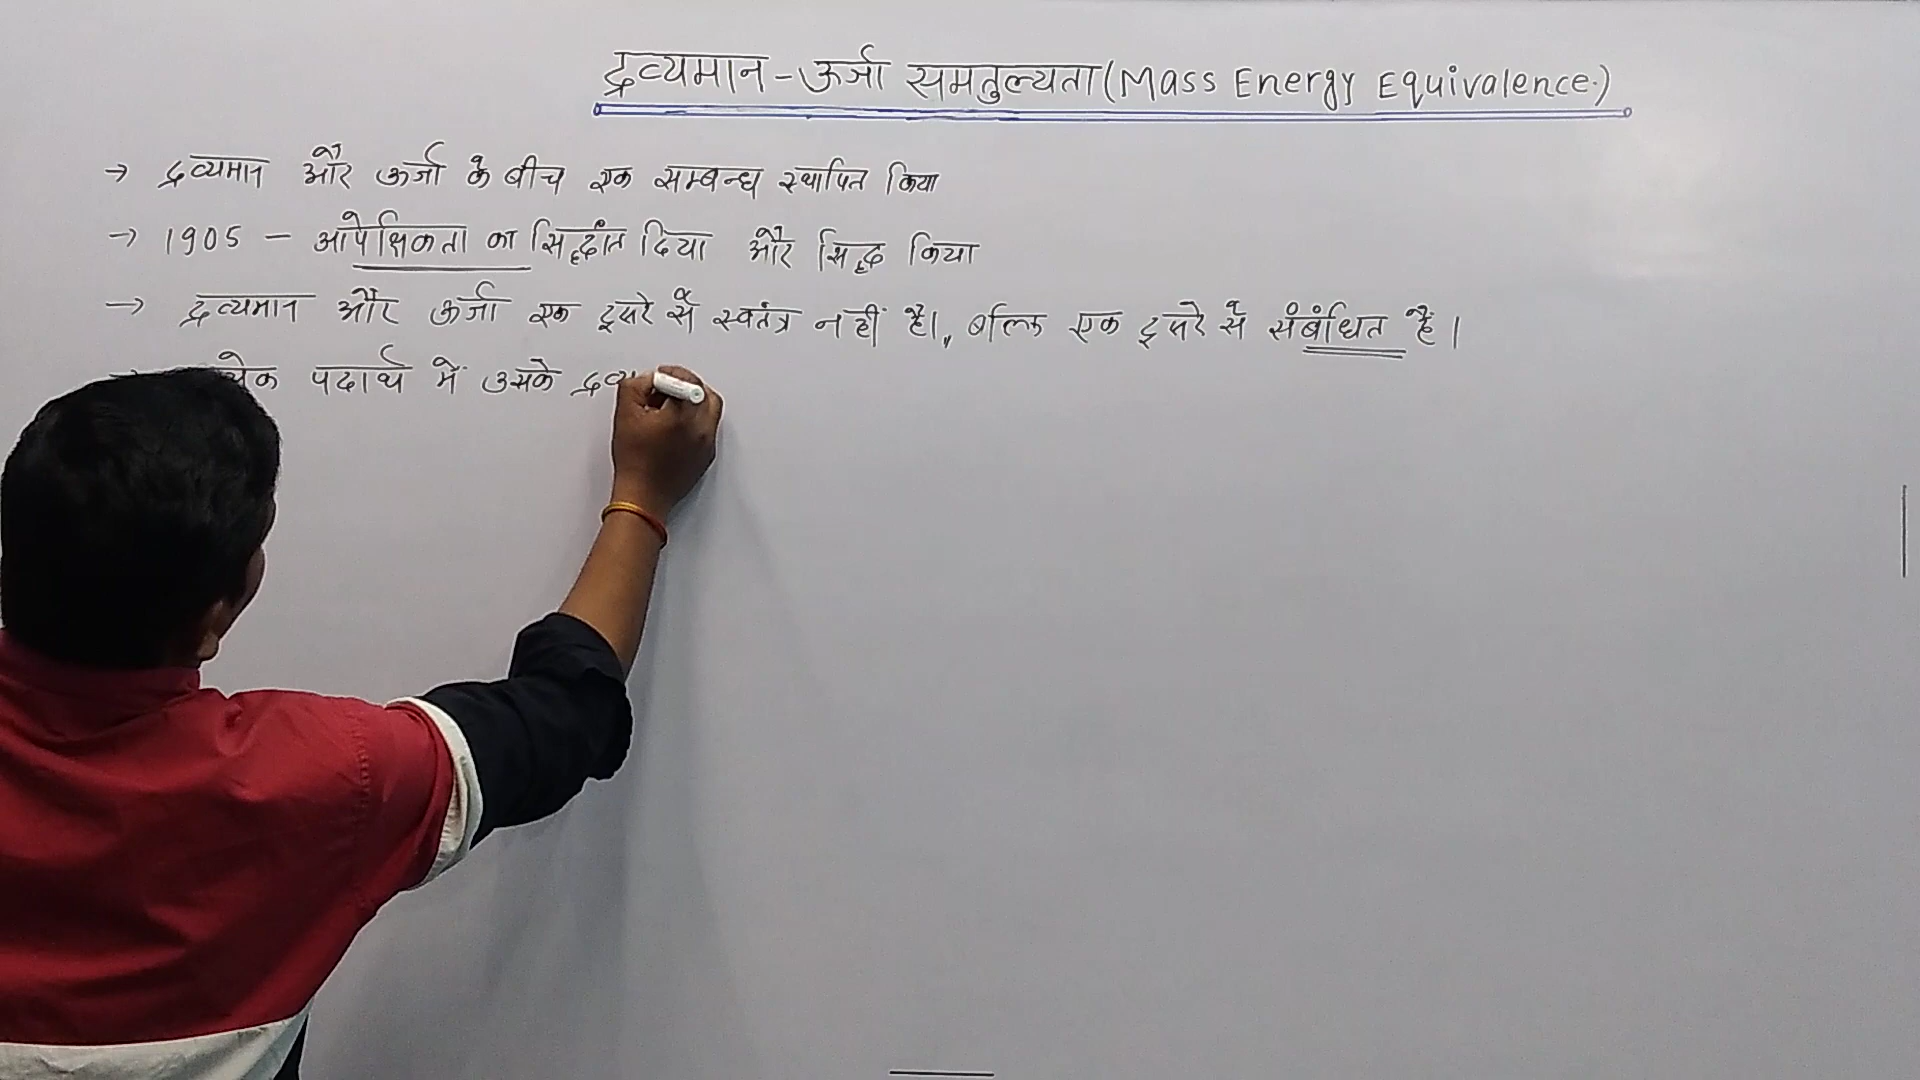 द्रव्यमान - ऊर्जा समतुल्यता (Mass Energy Equivalence.)
→ द्रव्यमान और ऊर्जा के बीच एक सम्बन्ध स्थापित किया
→ 1905 - आपेक्षिकता का सिद्धांत दिया और सिद्ध किया
→ द्रव्यमान और ऊर्जा एक दूसरे से स्वतंत्र नहीं है।,, बल्कि एक दूसरे से संबंधित है।
पदार्थ में उसके